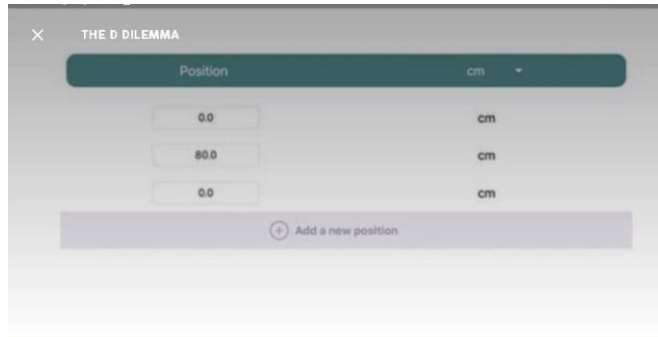 THE D DILEMMA
Position cm
0.0 cm
80.0 cm
0.0 cm
Add a new position